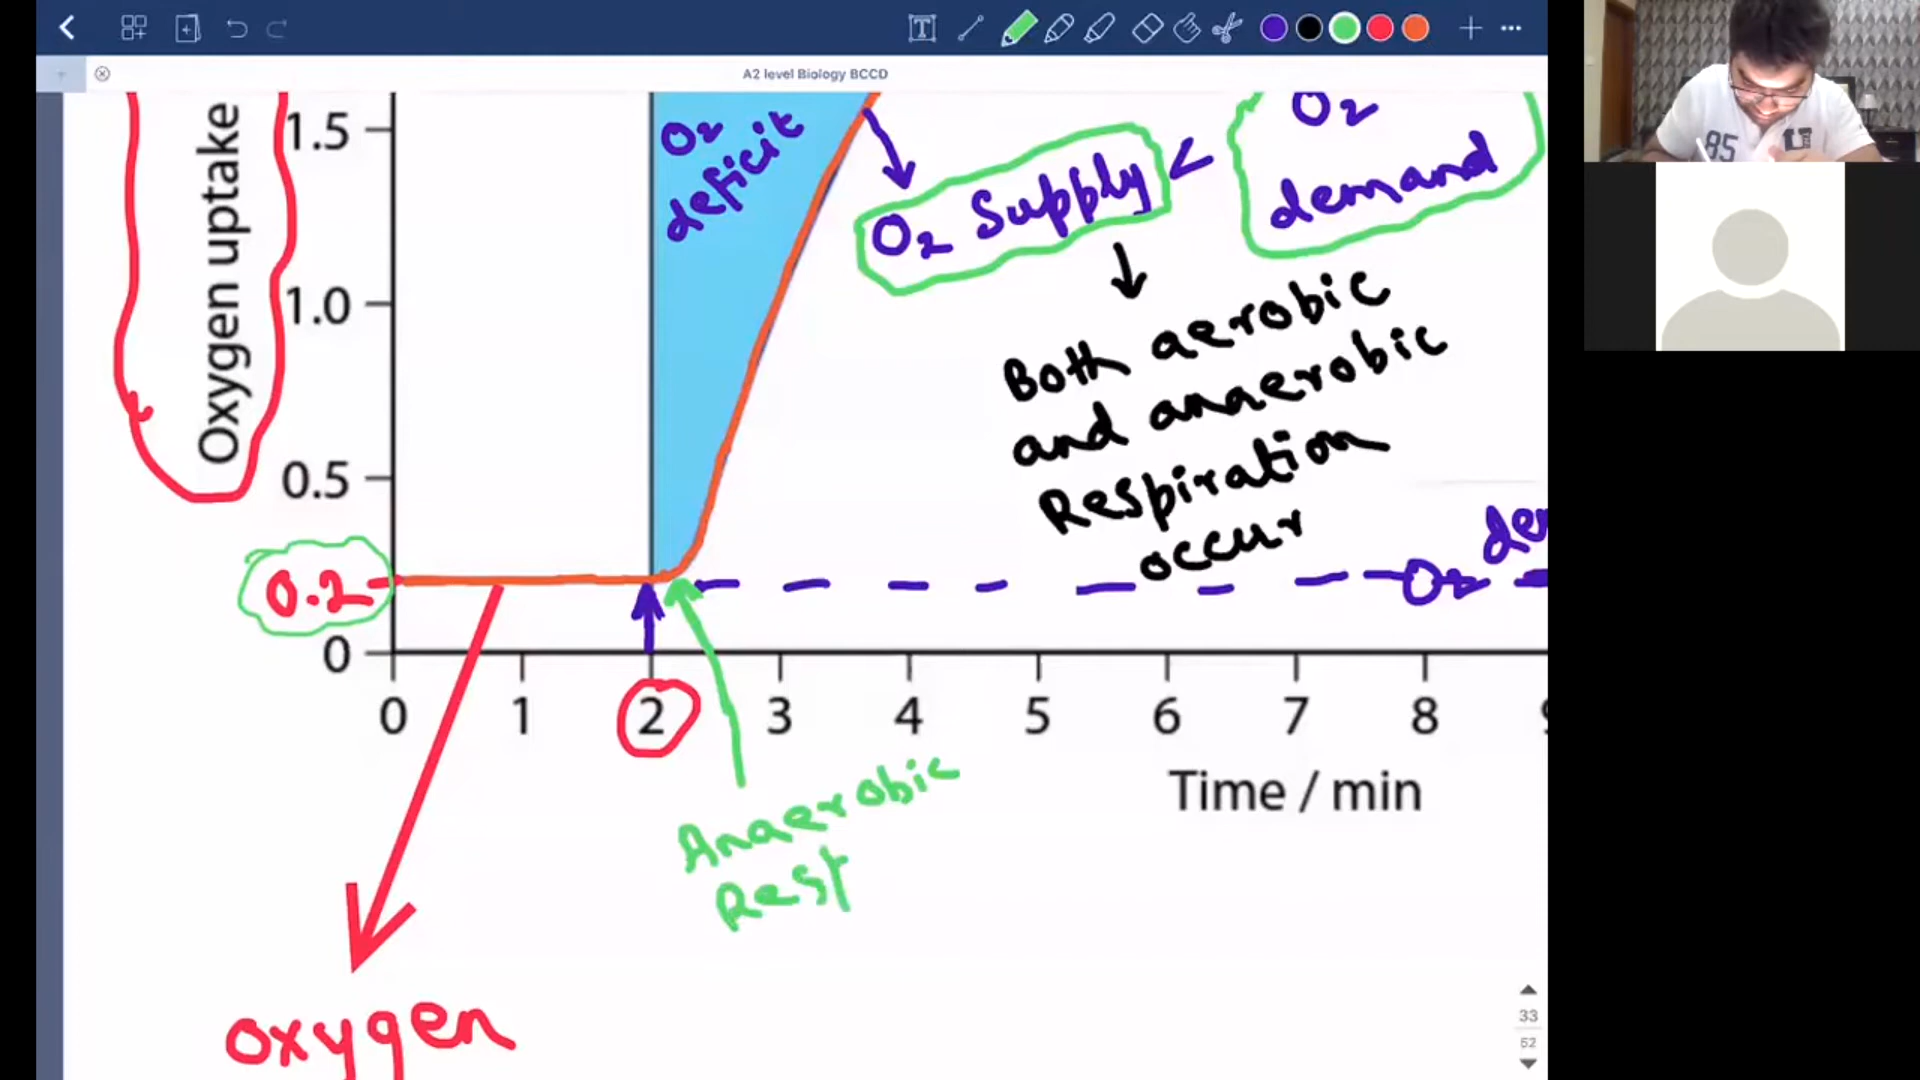 A2 level Biology BCCD
Oxygen uptake
1.5
1.0
0.5
0.2
0
O2
deficit
O2 Supply
<
O2
demand
Both aerobic
and anaerobic
Respiration
occur
O2
0 1 2 3 4 5 6 7 8
Time / min
Anaerobic
Resp
oxygen
33
52
85